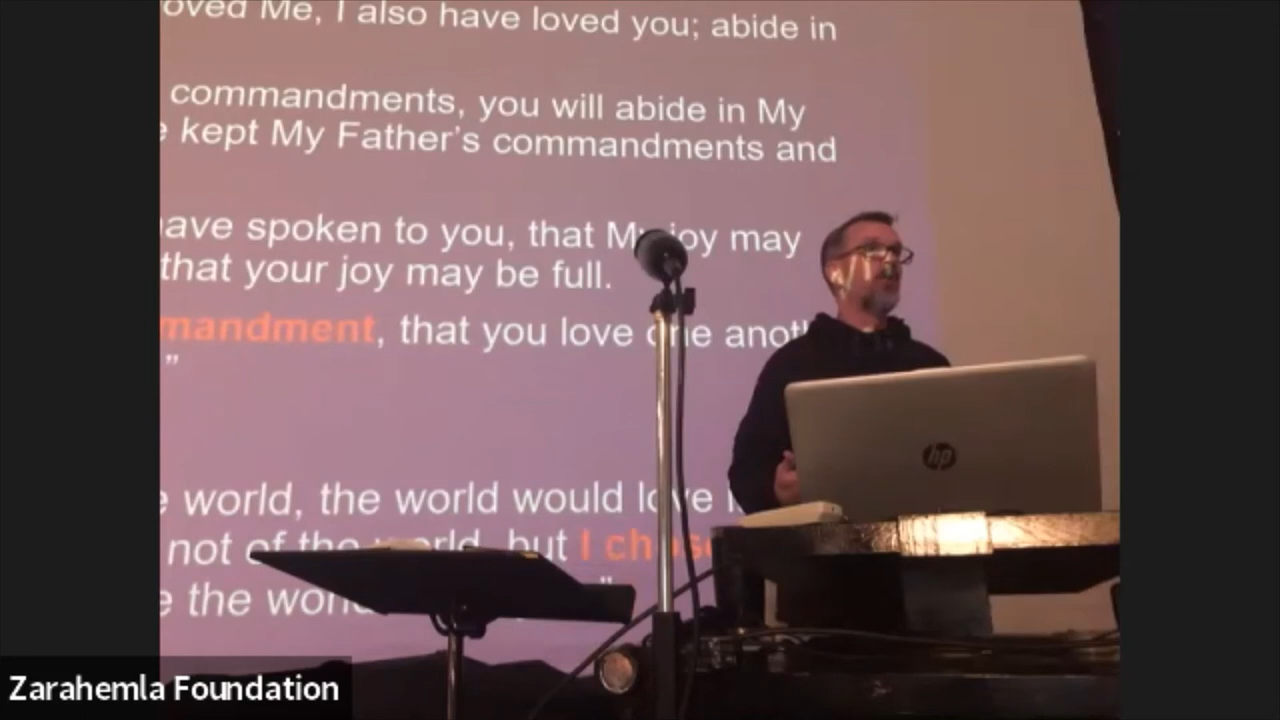 oved Me, I also have loved you; abide in
commandments, you will abide in My
e kept My Father's commandments and
have spoken to you, that My joy may
that your joy may be full.
mandment, that you love one anoth
"
e world, the world would love i
not of the world, but I chose
e the world
hp
Zarahemla Foundation